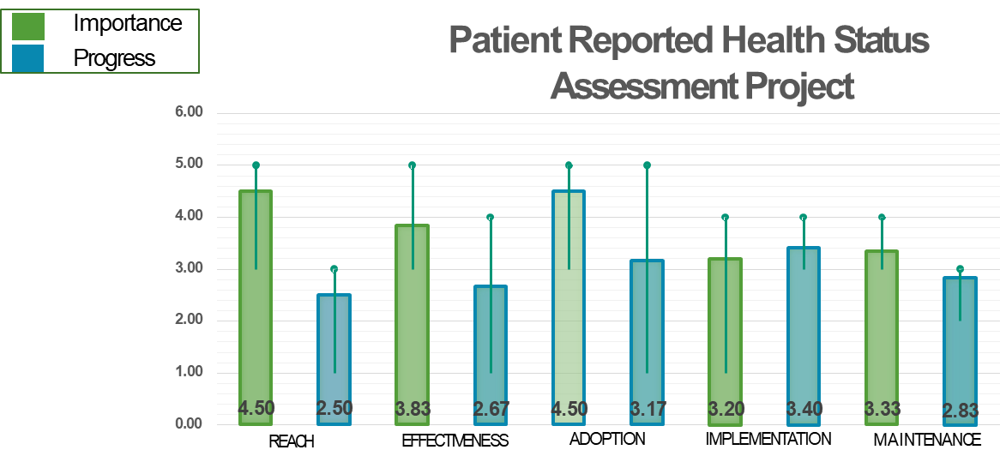 Importance
Progress
Patient Reported Health Status
Assessment Project
6.00
5.00
4.00
3.00
2.00
1.00
0.00
4.50 2.50 3.83 2.67 4.50 3.17 3.20 3.40 3.33 2.83
REACH EFFECTIVENESS ADOPTION IMPLEMENTATION MAINTENANCE